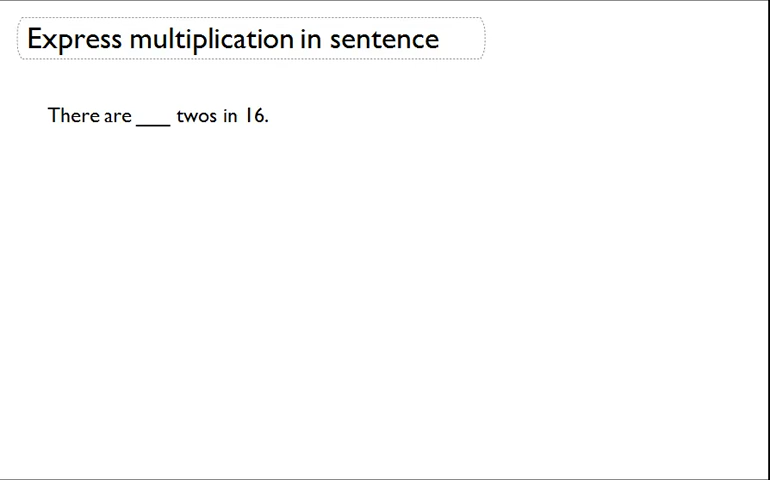 Express multiplication in sentence
There are ___ twos in 16.